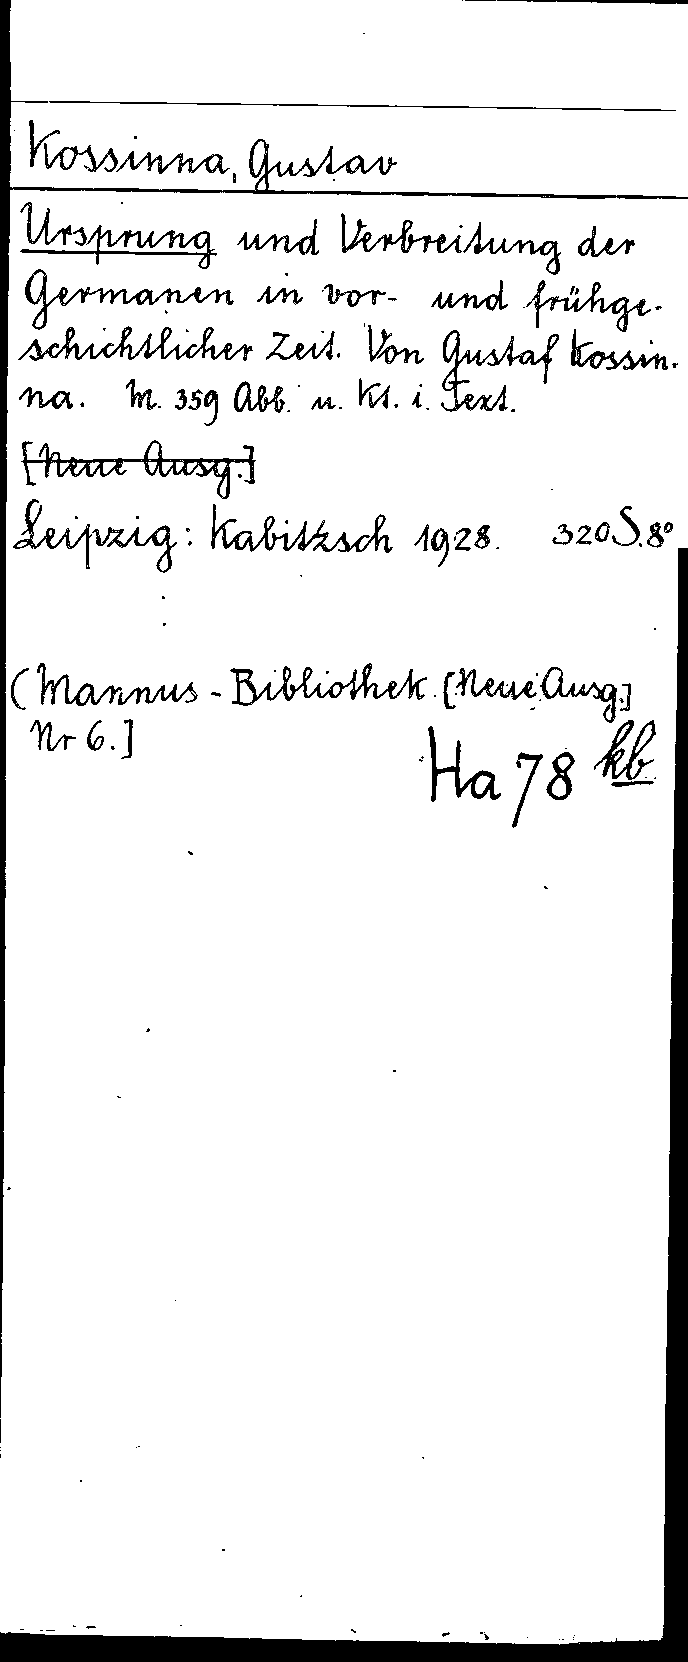 Kossinna, Gustav
Ursprung und Verbreitung der
Germanen in vor- und frühge-
schichtlicher Zeit. Von Gustaf Kossin-
na. M. 359 Abb. u. Kt. i. Text.
[Neue Ausg.]
Leipzig: Kabitzsch 1928. 320 S. 8°
(Mannus-Bibliothek. [Neue Ausg.]
Nr 6.]
Ha 78 kb